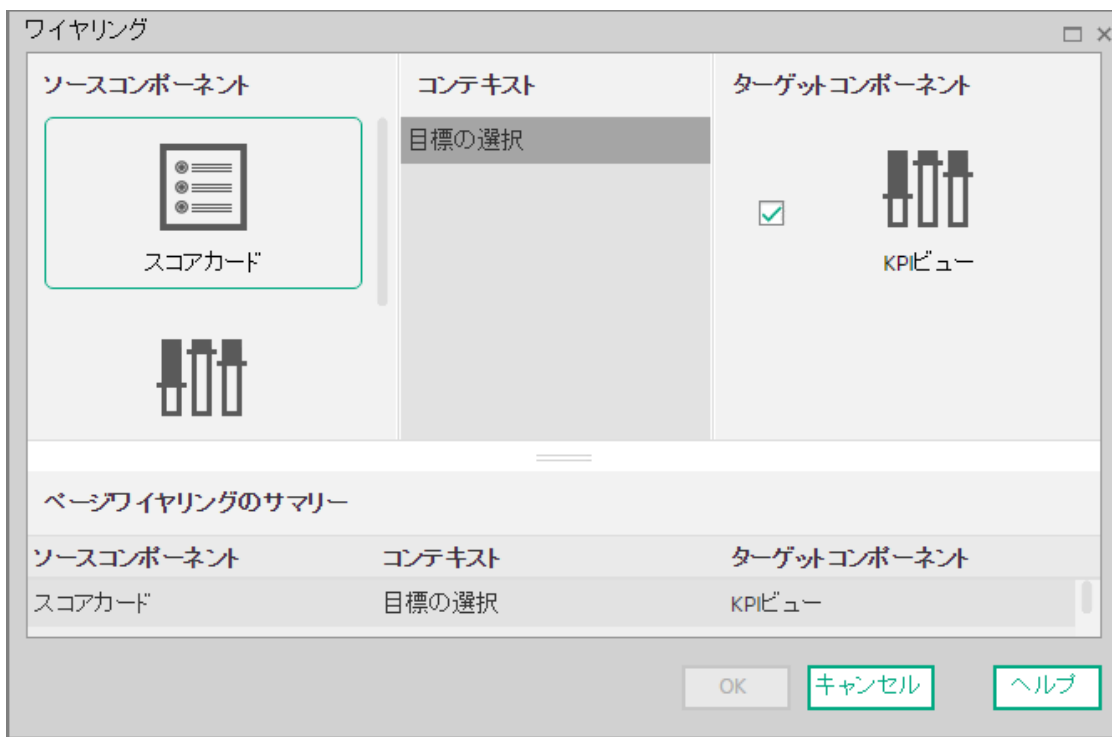 ワイヤリング
ソースコンポーネント
コンテキスト
ターゲットコンポーネント
目標の選択
スコアカード
KPIビュー
ページワイヤリングのサマリー
ソースコンポーネント コンテキスト ターゲットコンポーネント
スコアカード 目標の選択 KPIビュー
OK キャンセル ヘルプ